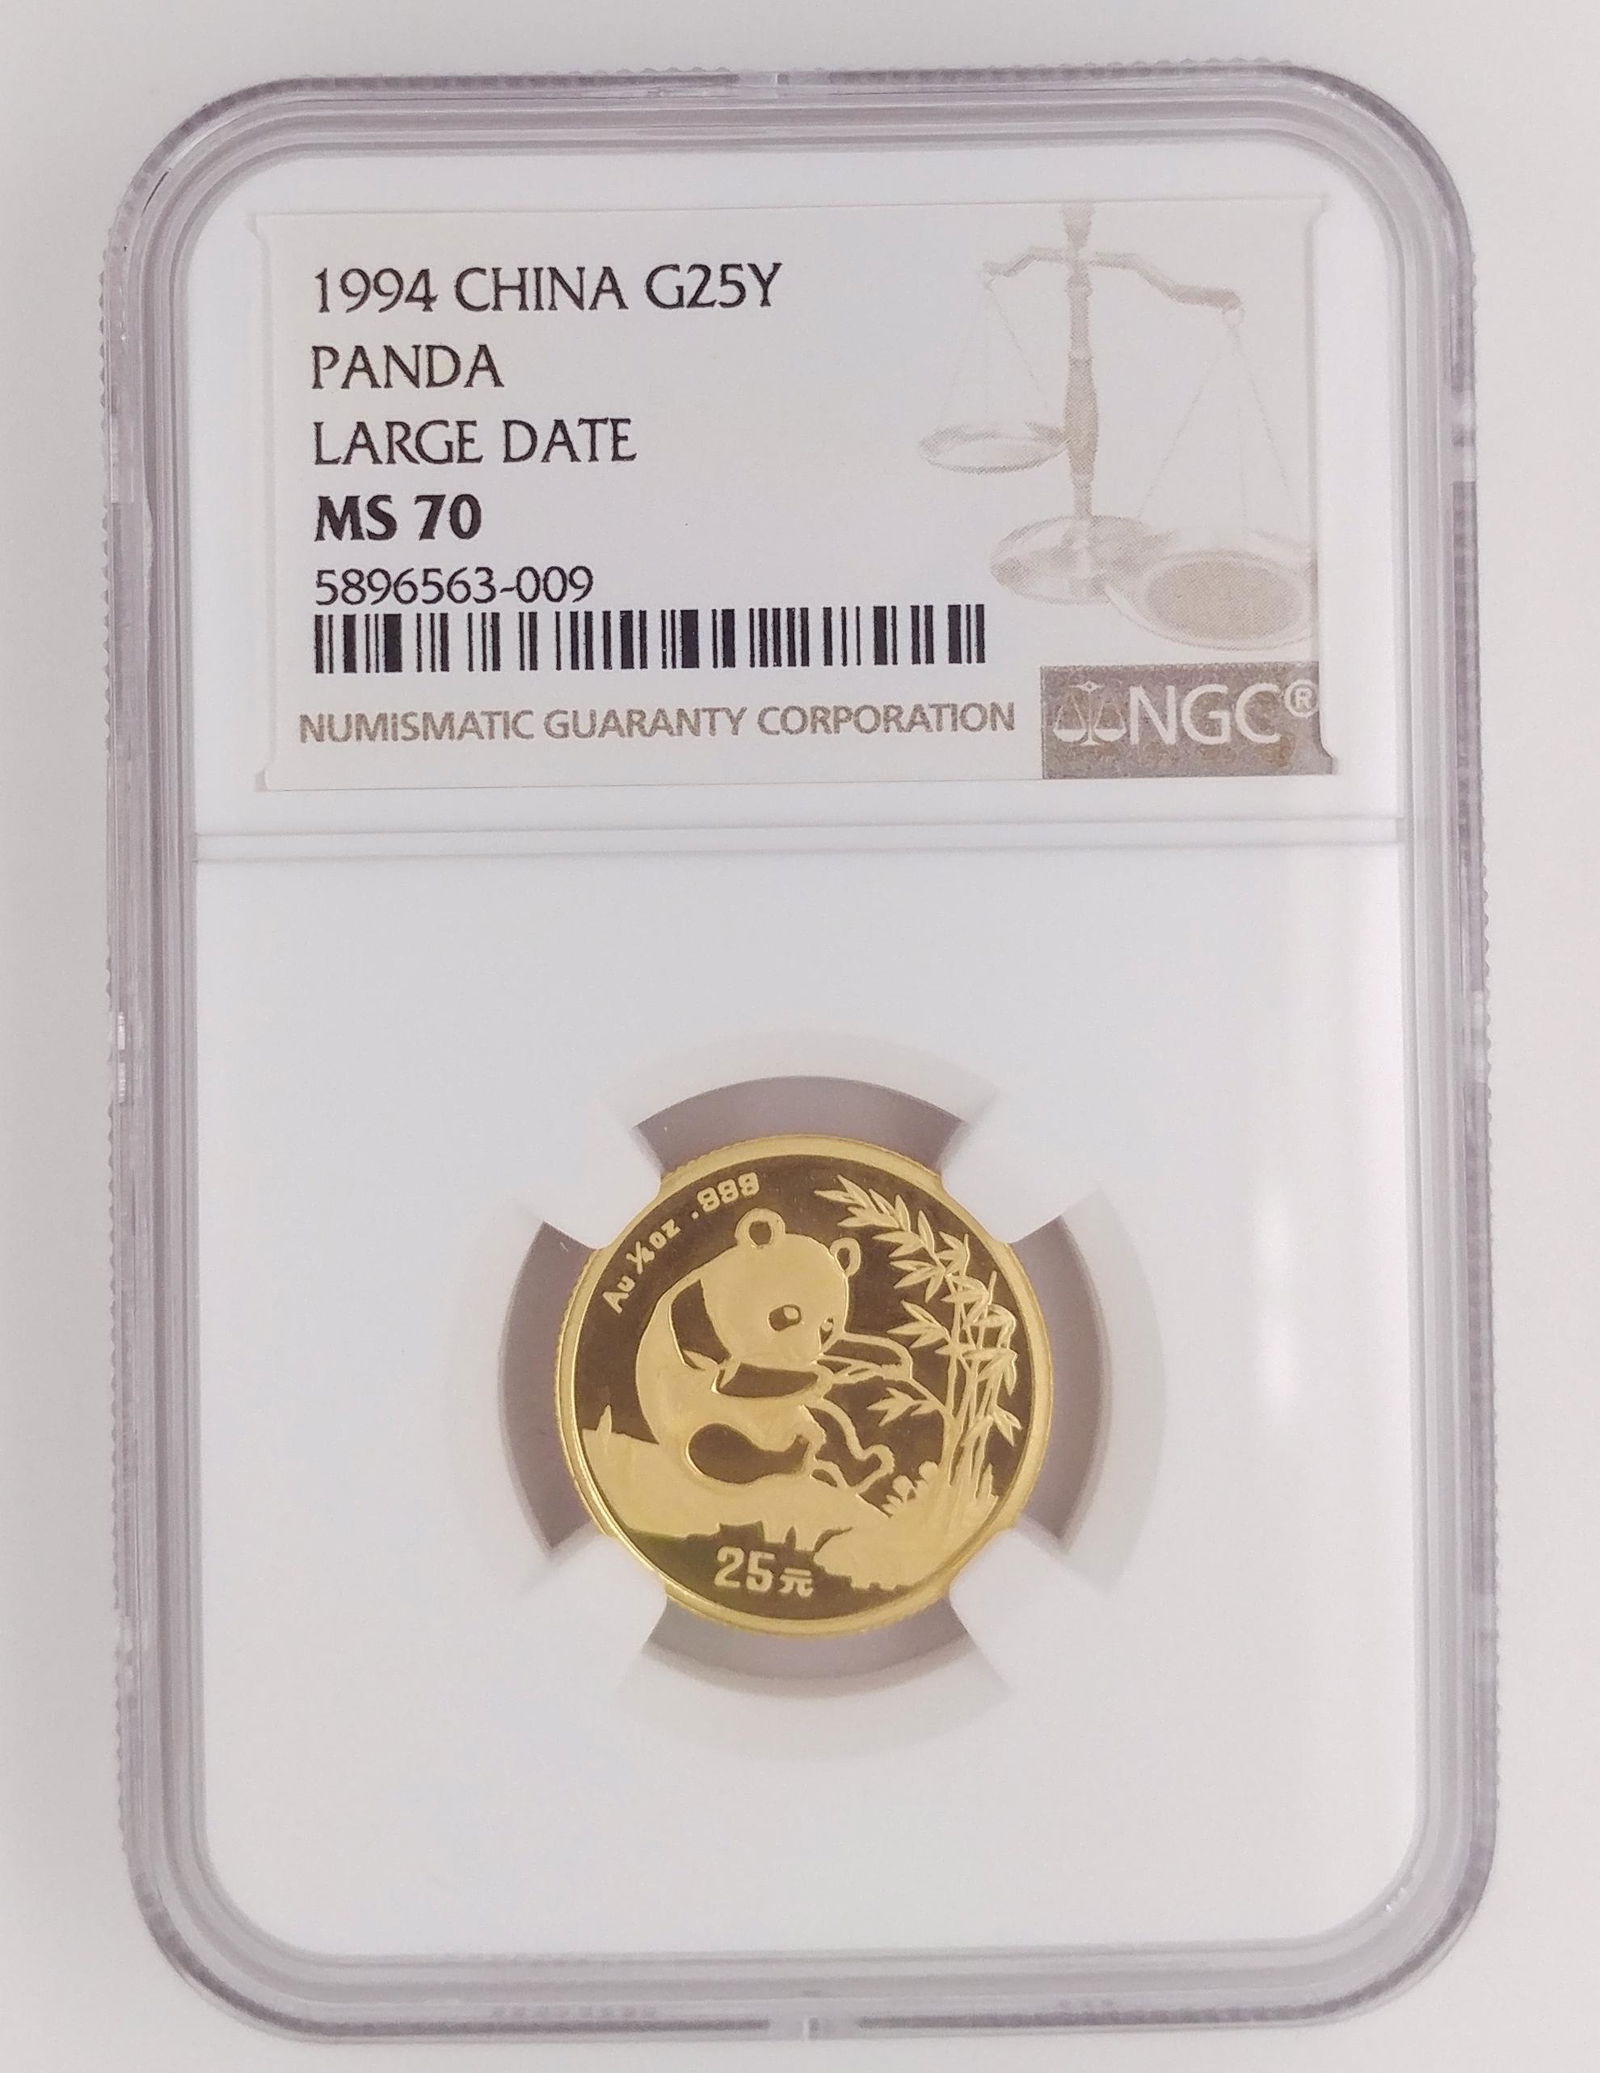 1994 CHINA G25Y
PANDA
LARGE DATE
MS 70
5896563-009
NUMISMATIC GUARANTY CORPORATION
NGC®
Au ¼oz .999
25元